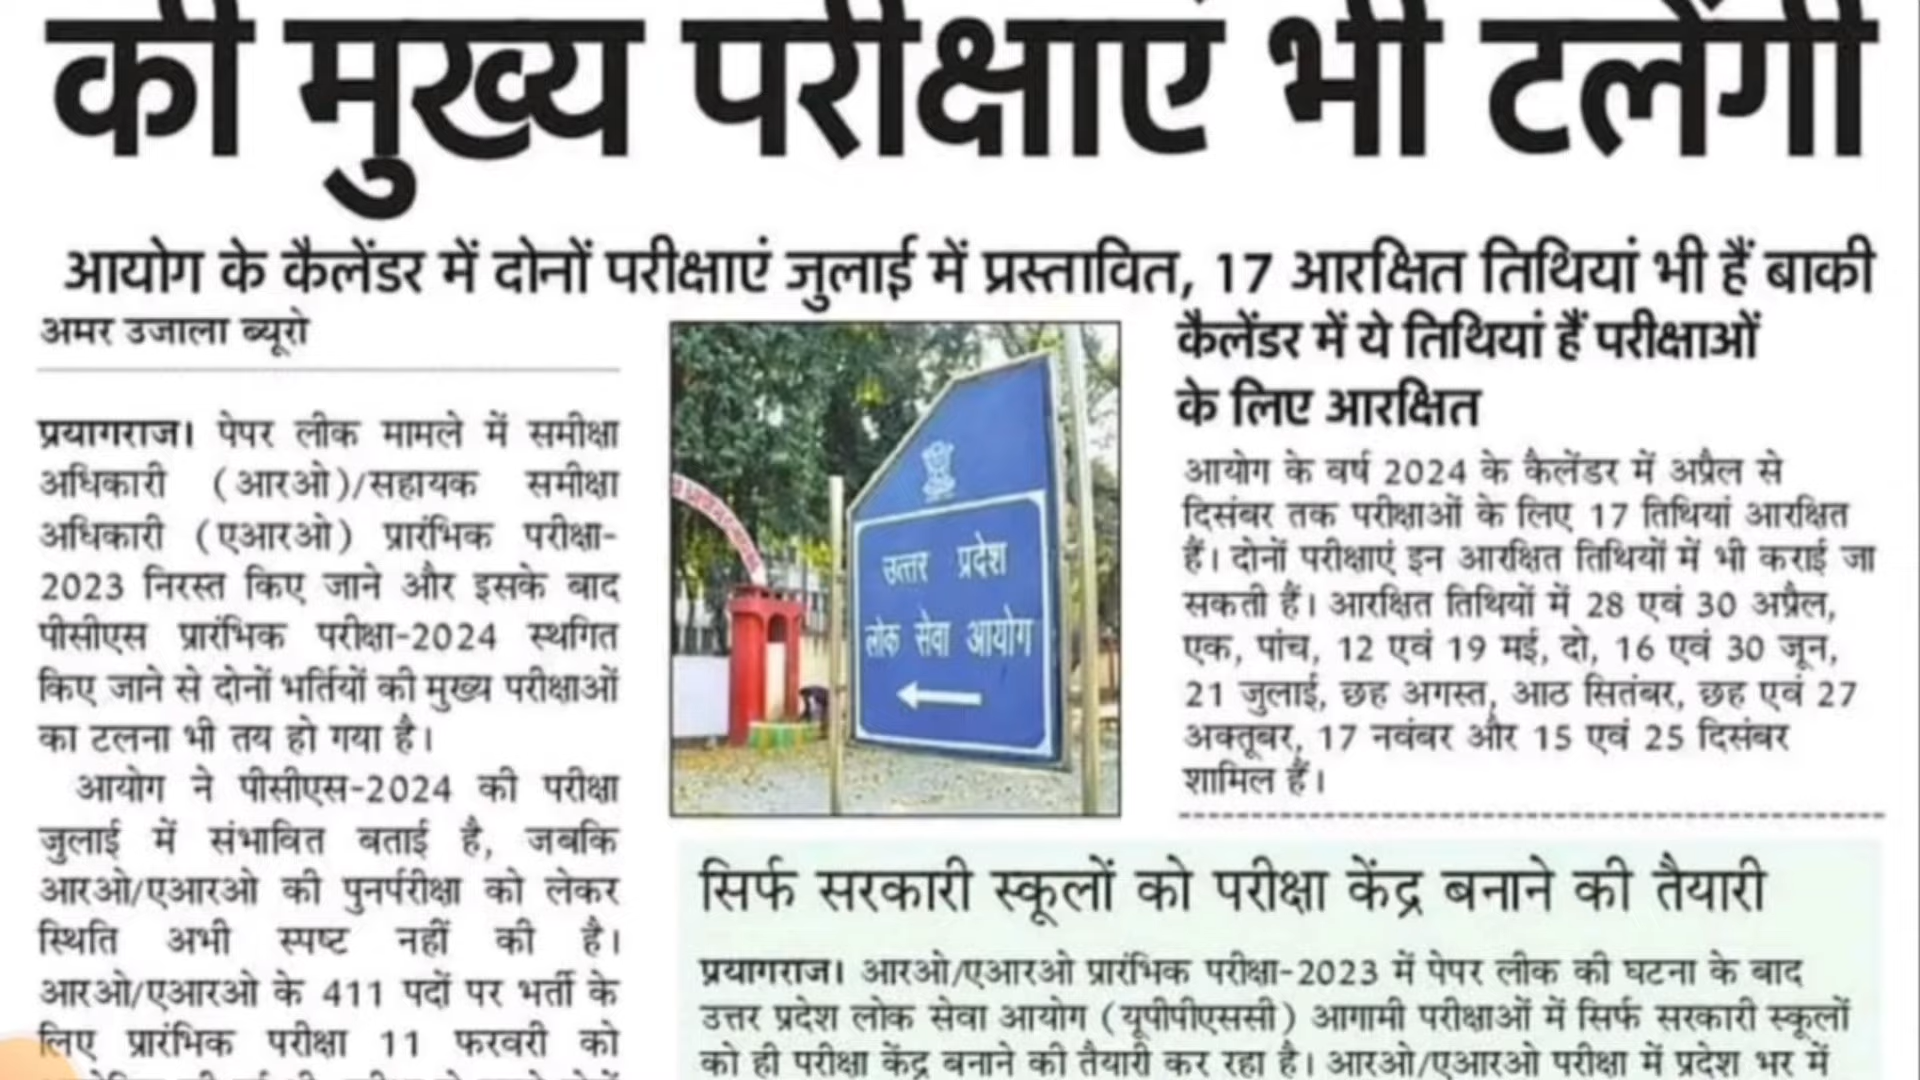 की मुख्य परीक्षाएं भी टलेंगी
आयोग के कैलेंडर में दोनों परीक्षाएं जुलाई में प्रस्तावित, 17 आरक्षित तिथियां भी हैं बाकी
अमर उजाला ब्यूरो
प्रयागराज। पेपर लीक मामले में समीक्षा
अधिकारी (आरओ)/सहायक समीक्षा
अधिकारी (एआरओ) प्रारंभिक परीक्षा-
2023 निरस्त किए जाने और इसके बाद
पीसीएस प्रारंभिक परीक्षा-2024 स्थगित
किए जाने से दोनों भर्तियों की मुख्य परीक्षाओं
का टलना भी तय हो गया है।
आयोग ने पीसीएस-2024 की परीक्षा
जुलाई में संभावित बताई है, जबकि
आरओ/एआरओ की पुनर्परीक्षा को लेकर
स्थिति अभी स्पष्ट नहीं की है।
आरओ/एआरओ के 411 पदों पर भर्ती के
लिए प्रारंभिक परीक्षा 11 फरवरी को
उत्तर प्रदेश
लोक सेवा आयोग
कैलेंडर में ये तिथियां हैं परीक्षाओं
के लिए आरक्षित
आयोग के वर्ष 2024 के कैलेंडर में अप्रैल से
दिसंबर तक परीक्षाओं के लिए 17 तिथियां आरक्षित
हैं। दोनों परीक्षाएं इन आरक्षित तिथियों में भी कराई जा
सकती हैं। आरक्षित तिथियों में 28 एवं 30 अप्रैल,
एक, पांच, 12 एवं 19 मई, दो, 16 एवं 30 जून,
21 जुलाई, छह अगस्त, आठ सितंबर, छह एवं 27
अक्तूबर, 17 नवंबर और 15 एवं 25 दिसंबर
शामिल हैं।
सिर्फ सरकारी स्कूलों को परीक्षा केंद्र बनाने की तैयारी
प्रयागराज। आरओ/एआरओ प्रारंभिक परीक्षा-2023 में पेपर लीक की घटना के बाद
उत्तर प्रदेश लोक सेवा आयोग (यूपीपीएससी) आगामी परीक्षाओं में सिर्फ सरकारी स्कूलों
को ही परीक्षा केंद्र बनाने की तैयारी कर रहा है। आरओ/एआरओ परीक्षा में प्रदेश भर में